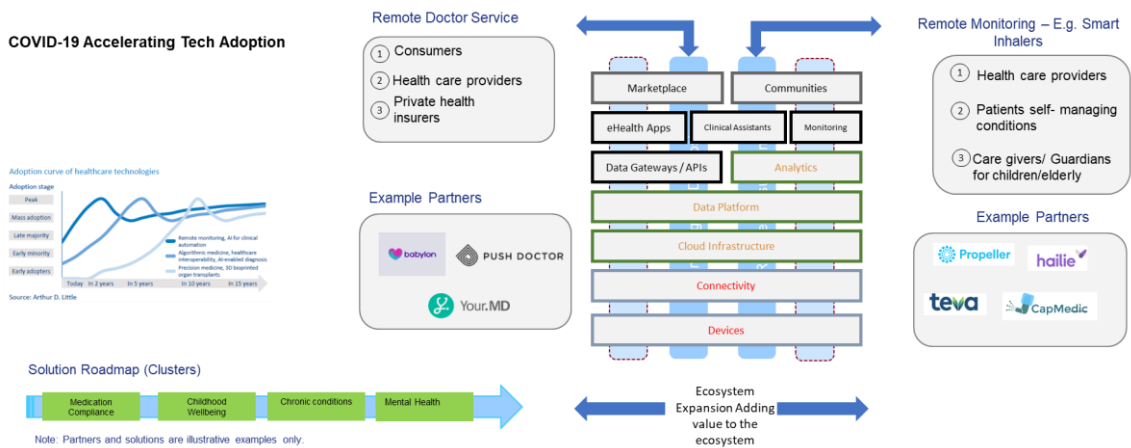 COVID-19 Accelerating Tech Adoption
Remote Doctor Service
1 Consumers
2 Health care providers
3 Private health
insurers
Remote Monitoring – E.g. Smart
Inhalers
1 Health care providers
2 Patients self- managing
conditions
3 Care givers/ Guardians
for children/elderly
Marketplace
Communities
eHealth Apps
Clinical Assistants
Monitoring
Data Gateways / APIs
Analytics
Data Platform
Cloud Infrastructure
Connectivity
Devices
Adoption curve of healthcare technologies
Adoption stage
Peak
Mass adoption
Late majority
Early minority
Early adopters
Remote monitoring, AI for clinical
automation
Algorithmic medicine, healthcare
interoperability, AI-enabled diagnosis
Precision medicine, 3D bioprinted
organ transplants
Today In 2 years In 5 years In 10 years In 15 years
Source: Arthur D. Little
Example Partners
babylon
PUSH DOCTOR
Your.MD
Example Partners
Propeller
hailie
teva
CapMedic
Solution Roadmap (Clusters)
Medication
Compliance
Childhood
Wellbeing
Chronic conditions
Mental Health
Note: Partners and solutions are illustrative examples only.
Ecosystem
Expansion Adding
value to the
ecosystem